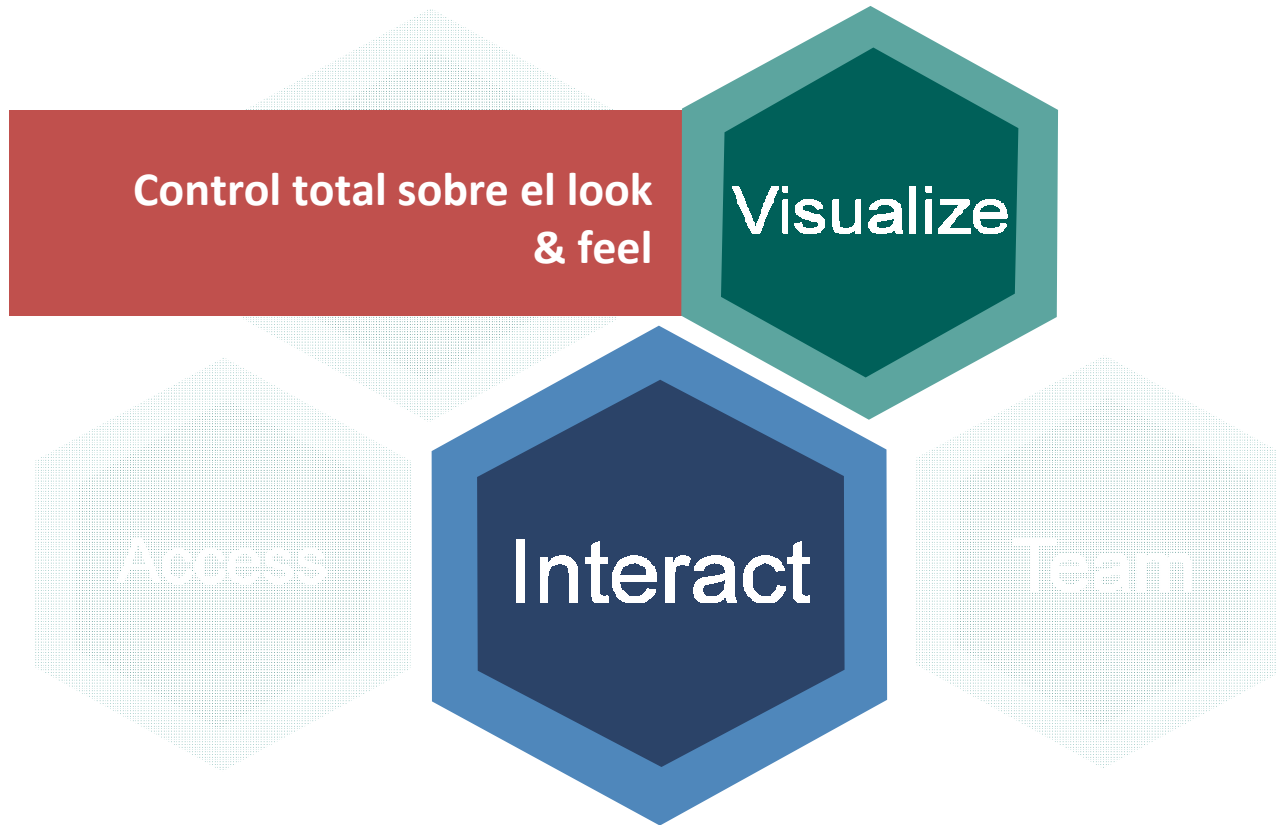 Control total sobre el look
& feel
Visualize
Access
Interact
Team